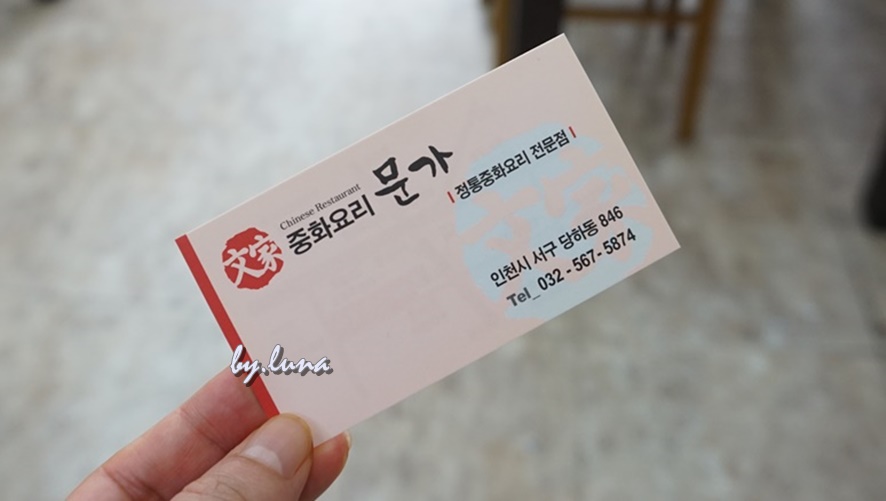 文家
Chinese Restaurant
중화요리 문가
| 정통중화요리 전문점 |
인천시 서구 당하동 846
Tel_ 032 - 567- 5874
by.luna